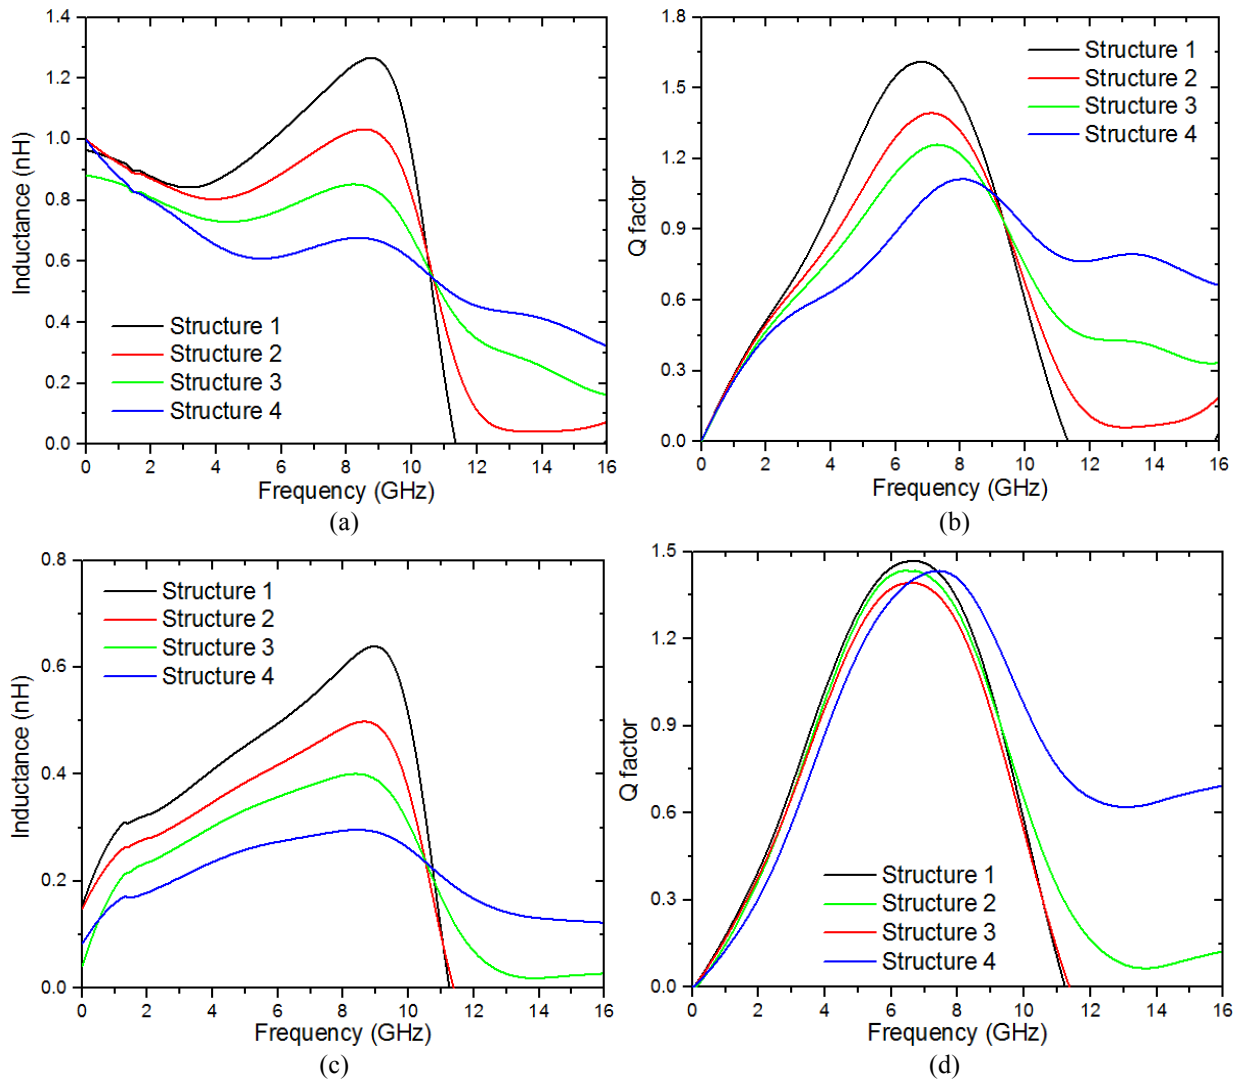 1.4
1.2
1.0
0.8
0.6
0.4
0.2
0.0
Inductance (nH)
Structure 1
Structure 2
Structure 3
Structure 4
0 2 4 6 8 10 12 14 16
Frequency (GHz)
(a)
1.8
1.5
1.2
0.9
0.6
0.3
0.0
Q factor
Structure 1
Structure 2
Structure 3
Structure 4
0 2 4 6 8 10 12 14 16
Frequency (GHz)
(b)
0.8
0.6
0.4
0.2
0.0
Inductance (nH)
Structure 1
Structure 2
Structure 3
Structure 4
0 2 4 6 8 10 12 14 16
Frequency (GHz)
(c)
1.5
1.2
0.9
0.6
0.3
0.0
Q factor
Structure 1
Structure 2
Structure 3
Structure 4
0 2 4 6 8 10 12 14 16
Frequency (GHz)
(d)